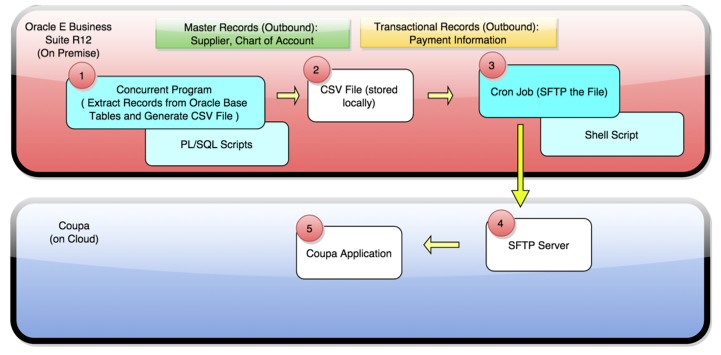 Oracle E Business
Suite R12
(On Premise)
Master Records (Outbound):
Supplier, Chart of Account
Transactional Records (Outbound):
Payment Information
1
Concurrent Program
( Extract Records from Oracle Base
Tables and Generate CSV File )
PL/SQL Scripts
2
CSV File (stored
locally)
3
Cron Job (SFTP the File)
Shell Script
Coupa
(on Cloud)
4
SFTP Server
5
Coupa Application